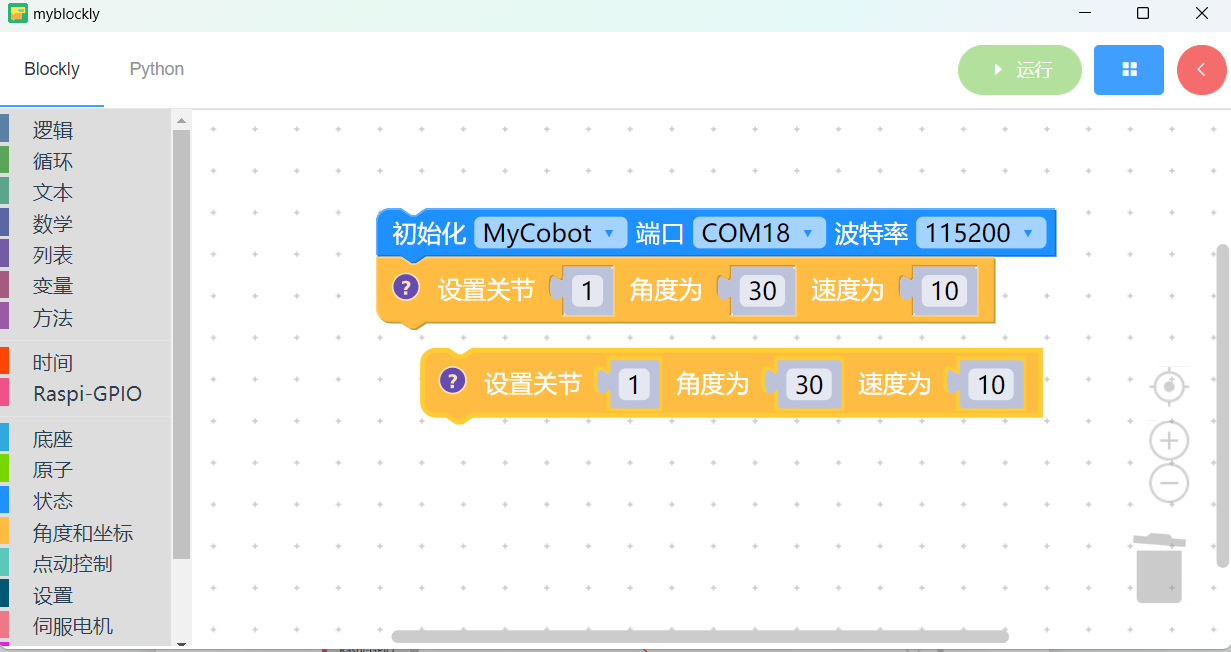 myblockly
Blockly Python
运行
逻辑
循环
文本
数学
列表
变量
方法
时间
Raspi-GPIO
底座
原子
状态
角度和坐标
点动控制
设置
伺服电机
初始化 MyCobot 端口 COM18 波特率 115200
? 设置关节 1 角度为 30 速度为 10
? 设置关节 1 角度为 30 速度为 10